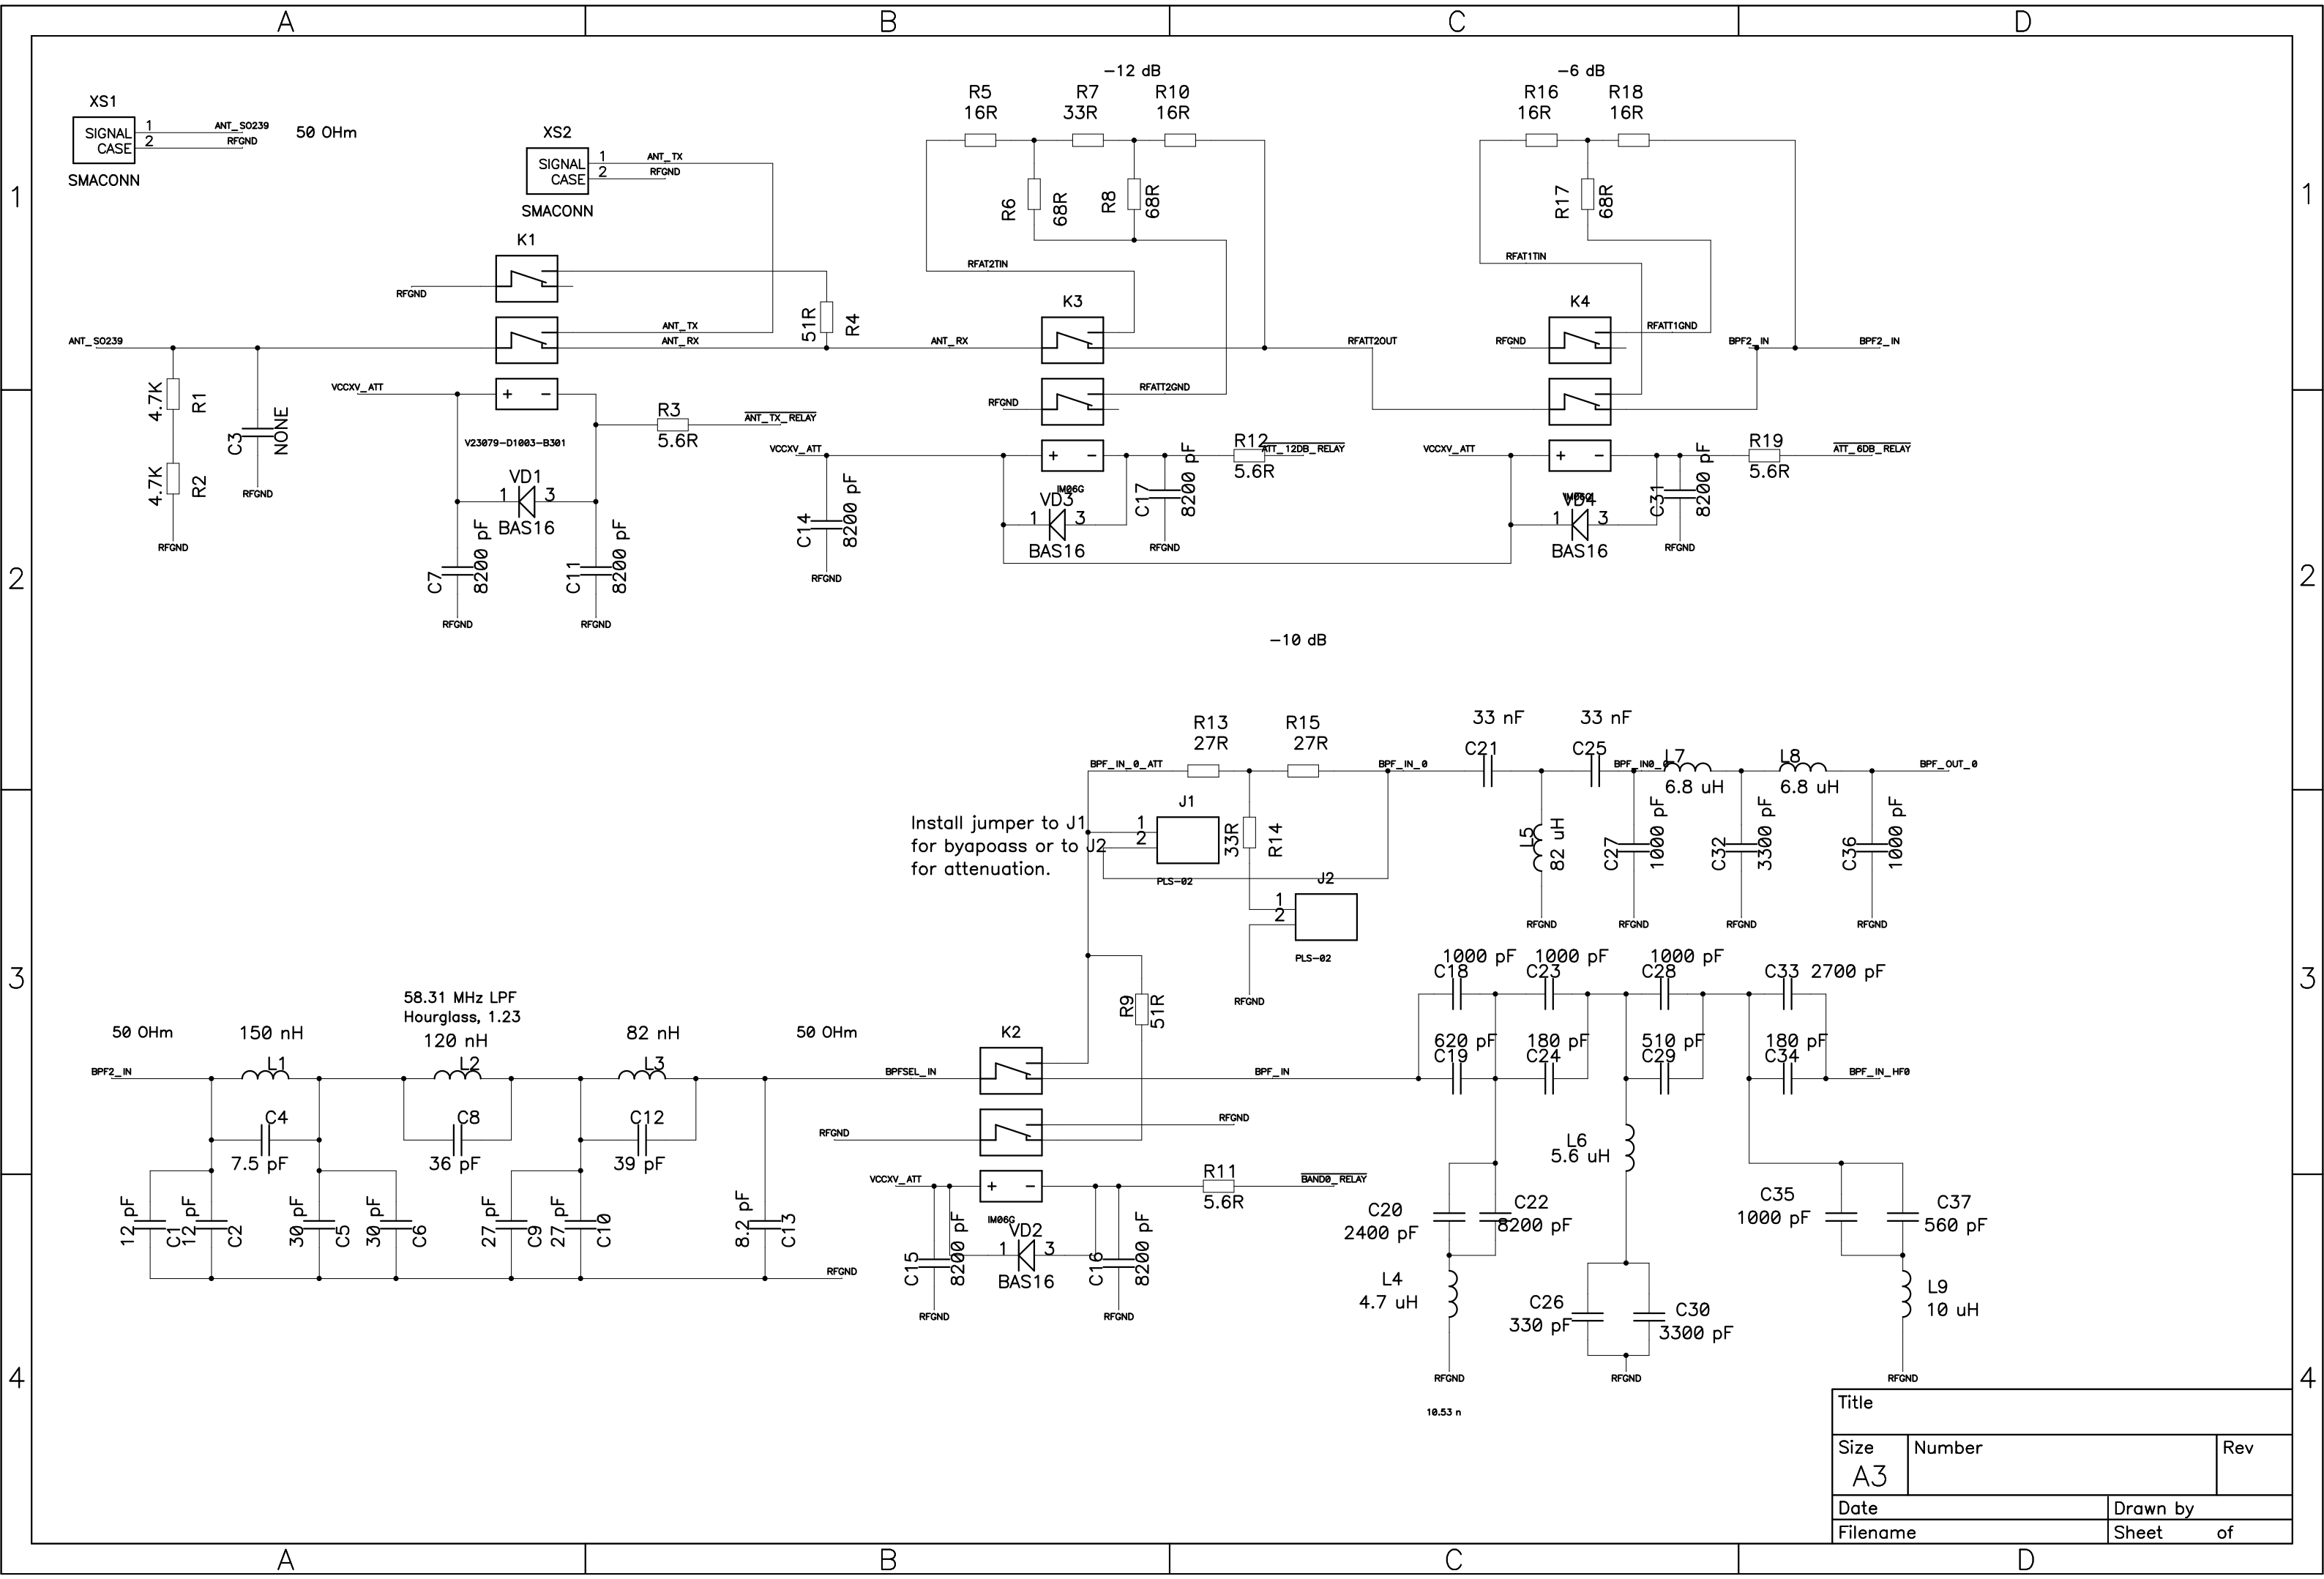 A B C D
1
XS1
SIGNAL 1 ANT_SO239
CASE 2 RFGND
SMACONN
50 OHm
XS2
SIGNAL 1 ANT_TX
CASE 2 RFGND
SMACONN
-12 dB
R5 R7 R10
16R 33R 16R
R6 68R R8 68R
RFAT2TIN
-6 dB
R16 R18
16R 16R
R17 68R
RFAT1TIN
1
K1
RFGND
ANT_TX
ANT_RX
51R R4
ANT_SO239
ANT_RX
K3
RFATT2OUT
K4
RFATT1GND
RFGND
BPF2_IN
BPF2_IN
4.7K R1
4.7K R2
RFGND
C3 NONE
RFGND
VCCXV_ATT
+ -
V23079-D1003-B301
R3
5.6R
ANT_TX_RELAY
VD1
1 3
BAS16
C7 8200 pF
RFGND
C11 8200 pF
RFGND
RFATT2GND
RFGND
VCCXV_ATT
+ -
IM06G
VD3
1 3
BAS16
C14 8200 pF
RFGND
C17 8200 pF
RFGND
R12
5.6R
ATT_12DB_RELAY
VCCXV_ATT
+ -
VD4
1 3
BAS16
C31 8200 pF
RFGND
R19
5.6R
ATT_6DB_RELAY
2
2
-10 dB
R13 R15
27R 27R
BPF_IN_0_ATT
BPF_IN_0
33 nF 33 nF
C21 C25
BPF_IN0_0
L7
6.8 uH
L8
6.8 uH
BPF_OUT_0
Install jumper to J1
for byapoass or to J2
for attenuation.
J1
1
2
PLS-02
33R R14
J2
1
2
PLS-02
RFGND
L5 82 uH
RFGND
C27 1000 pF
RFGND
C32 3300 pF
RFGND
C36 1000 pF
RFGND
3
3
58.31 MHz LPF
Hourglass, 1.23
50 OHm 150 nH 120 nH 82 nH 50 OHm
BPF2_IN L1 L2 L3 BPFSEL_IN
C4 C8 C12
7.5 pF 36 pF 39 pF
12 pF C1
12 pF C2
30 pF C5
30 pF C6
27 pF C9
27 pF C10
8.2 pF C13
RFGND
R9 51R
K2
BPF_IN
RFGND
RFGND
VCCXV_ATT
+ -
IM06G
VD2
1 3
BAS16
C15 8200 pF
RFGND
C16 8200 pF
RFGND
R11
5.6R
BAND0_RELAY
1000 pF 1000 pF 1000 pF
C18 C23 C28 C33 2700 pF
620 pF 180 pF 510 pF 180 pF
C19 C24 C29 C34
BPF_IN_HF0
L6
5.6 uH
C20
2400 pF
C22
8200 pF
L4
4.7 uH
RFGND
10.53 n
C26
330 pF
C30
3300 pF
RFGND
C35
1000 pF
C37
560 pF
L9
10 uH
RFGND
4
4
Title
Size Number Rev
A3
Date Drawn by
Filename Sheet of
A B C D